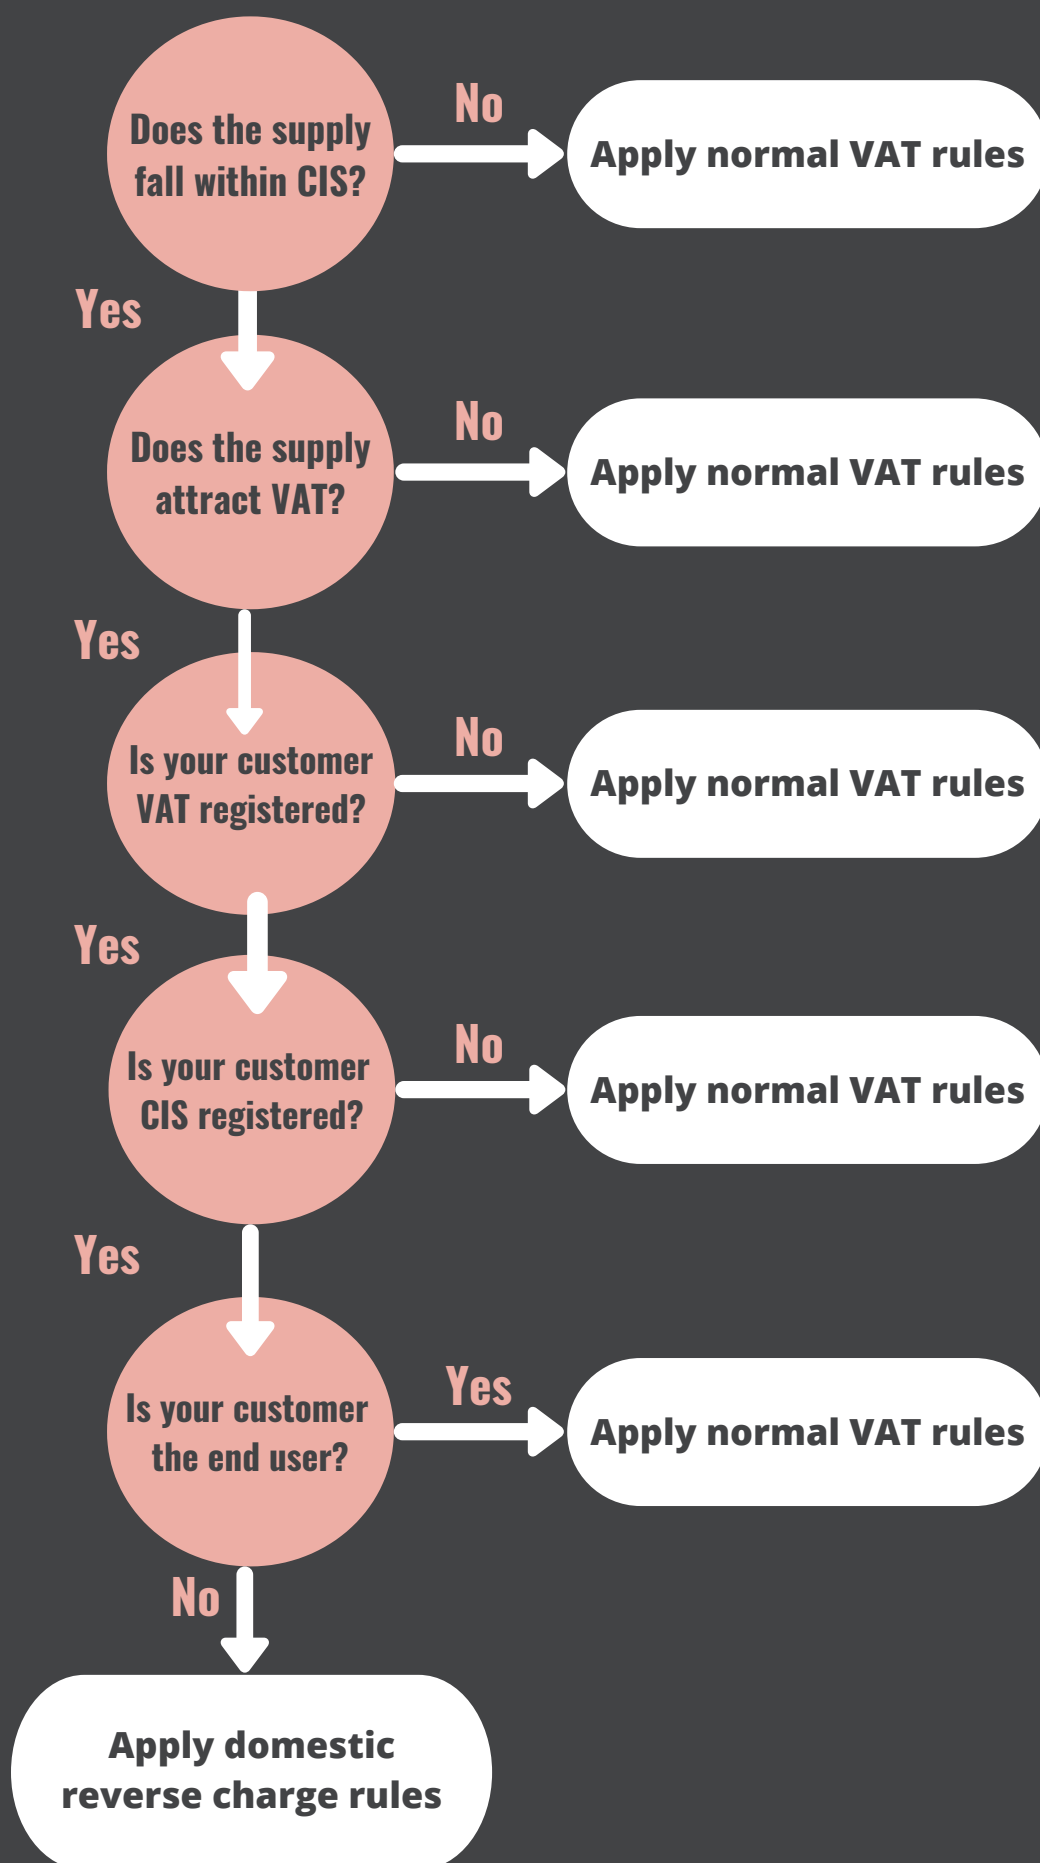 Does the supply
fall within CIS?
No
Apply normal VAT rules
Yes
Does the supply
attract VAT?
No
Apply normal VAT rules
Yes
Is your customer
VAT registered?
No
Apply normal VAT rules
Yes
Is your customer
CIS registered?
No
Apply normal VAT rules
Yes
Is your customer
the end user?
Yes
Apply normal VAT rules
No
Apply domestic
reverse charge rules